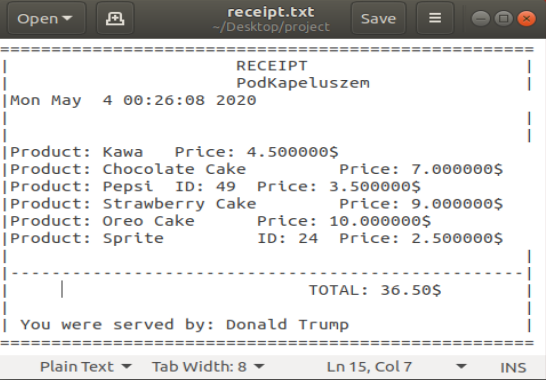 Open
receipt.txt
~/Desktop/project
Save
=====================================================
| RECEIPT |
| PodKapeluszem |
|Mon May  4 00:26:08 2020
| |
| |
|Product: Kawa   Price: 4.500000$
|Product: Chocolate Cake         Price: 7.000000$
|Product: Pepsi  ID: 49  Price: 3.500000$
|Product: Strawberry Cake        Price: 9.000000$
|Product: Oreo Cake      Price: 10.000000$
|Product: Sprite         ID: 24  Price: 2.500000$
| |
|--------------------------------------------------|
| TOTAL: 36.50$ |
| |
| You were served by: Donald Trump |
=====================================================
Plain Text Tab Width: 8 Ln 15, Col 7 INS